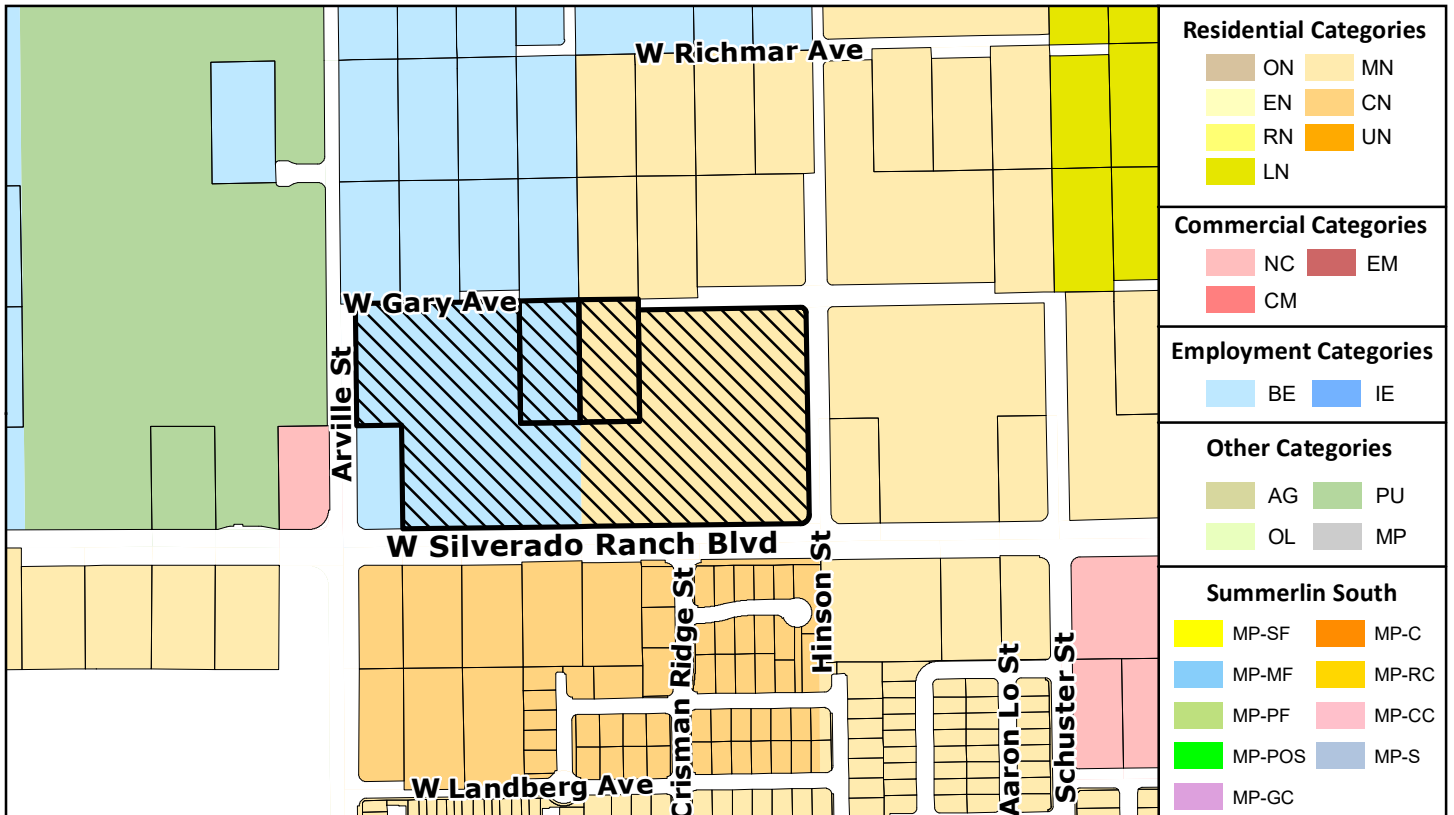 W Richmar Ave
W Gary Ave
Arville St
W Silverado Ranch Blvd
Crisman Ridge St
Hinson St
Aaron Lo St
Schuster St
W Landberg Ave
Residential Categories
ON MN
EN CN
RN UN
LN
Commercial Categories
NC EM
CM
Employment Categories
BE IE
Other Categories
AG PU
OL MP
Summerlin South
MP-SF MP-C
MP-MF MP-RC
MP-PF MP-CC
MP-POS MP-S
MP-GC